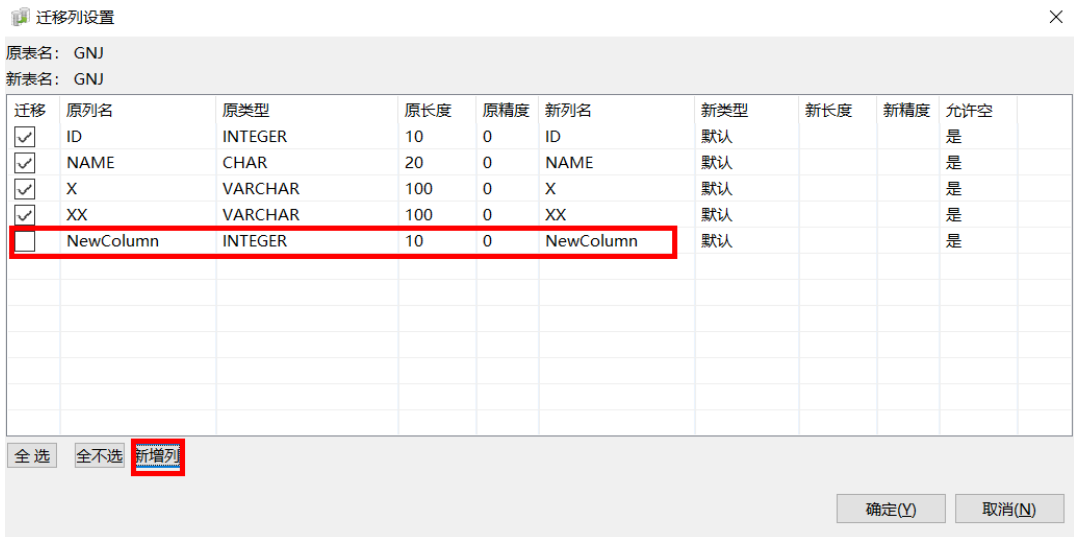 迁移列设置
原表名： GNJ
新表名： GNJ
迁移 原列名 原类型 原长度 原精度 新列名 新类型 新长度 新精度 允许空
ID INTEGER 10 0 ID 默认 是
NAME CHAR 20 0 NAME 默认 是
X VARCHAR 100 0 X 默认 是
XX VARCHAR 100 0 XX 默认 是
NewColumn INTEGER 10 0 NewColumn 默认 是
全 选 全不选 新增列
确定(Y) 取消(N)